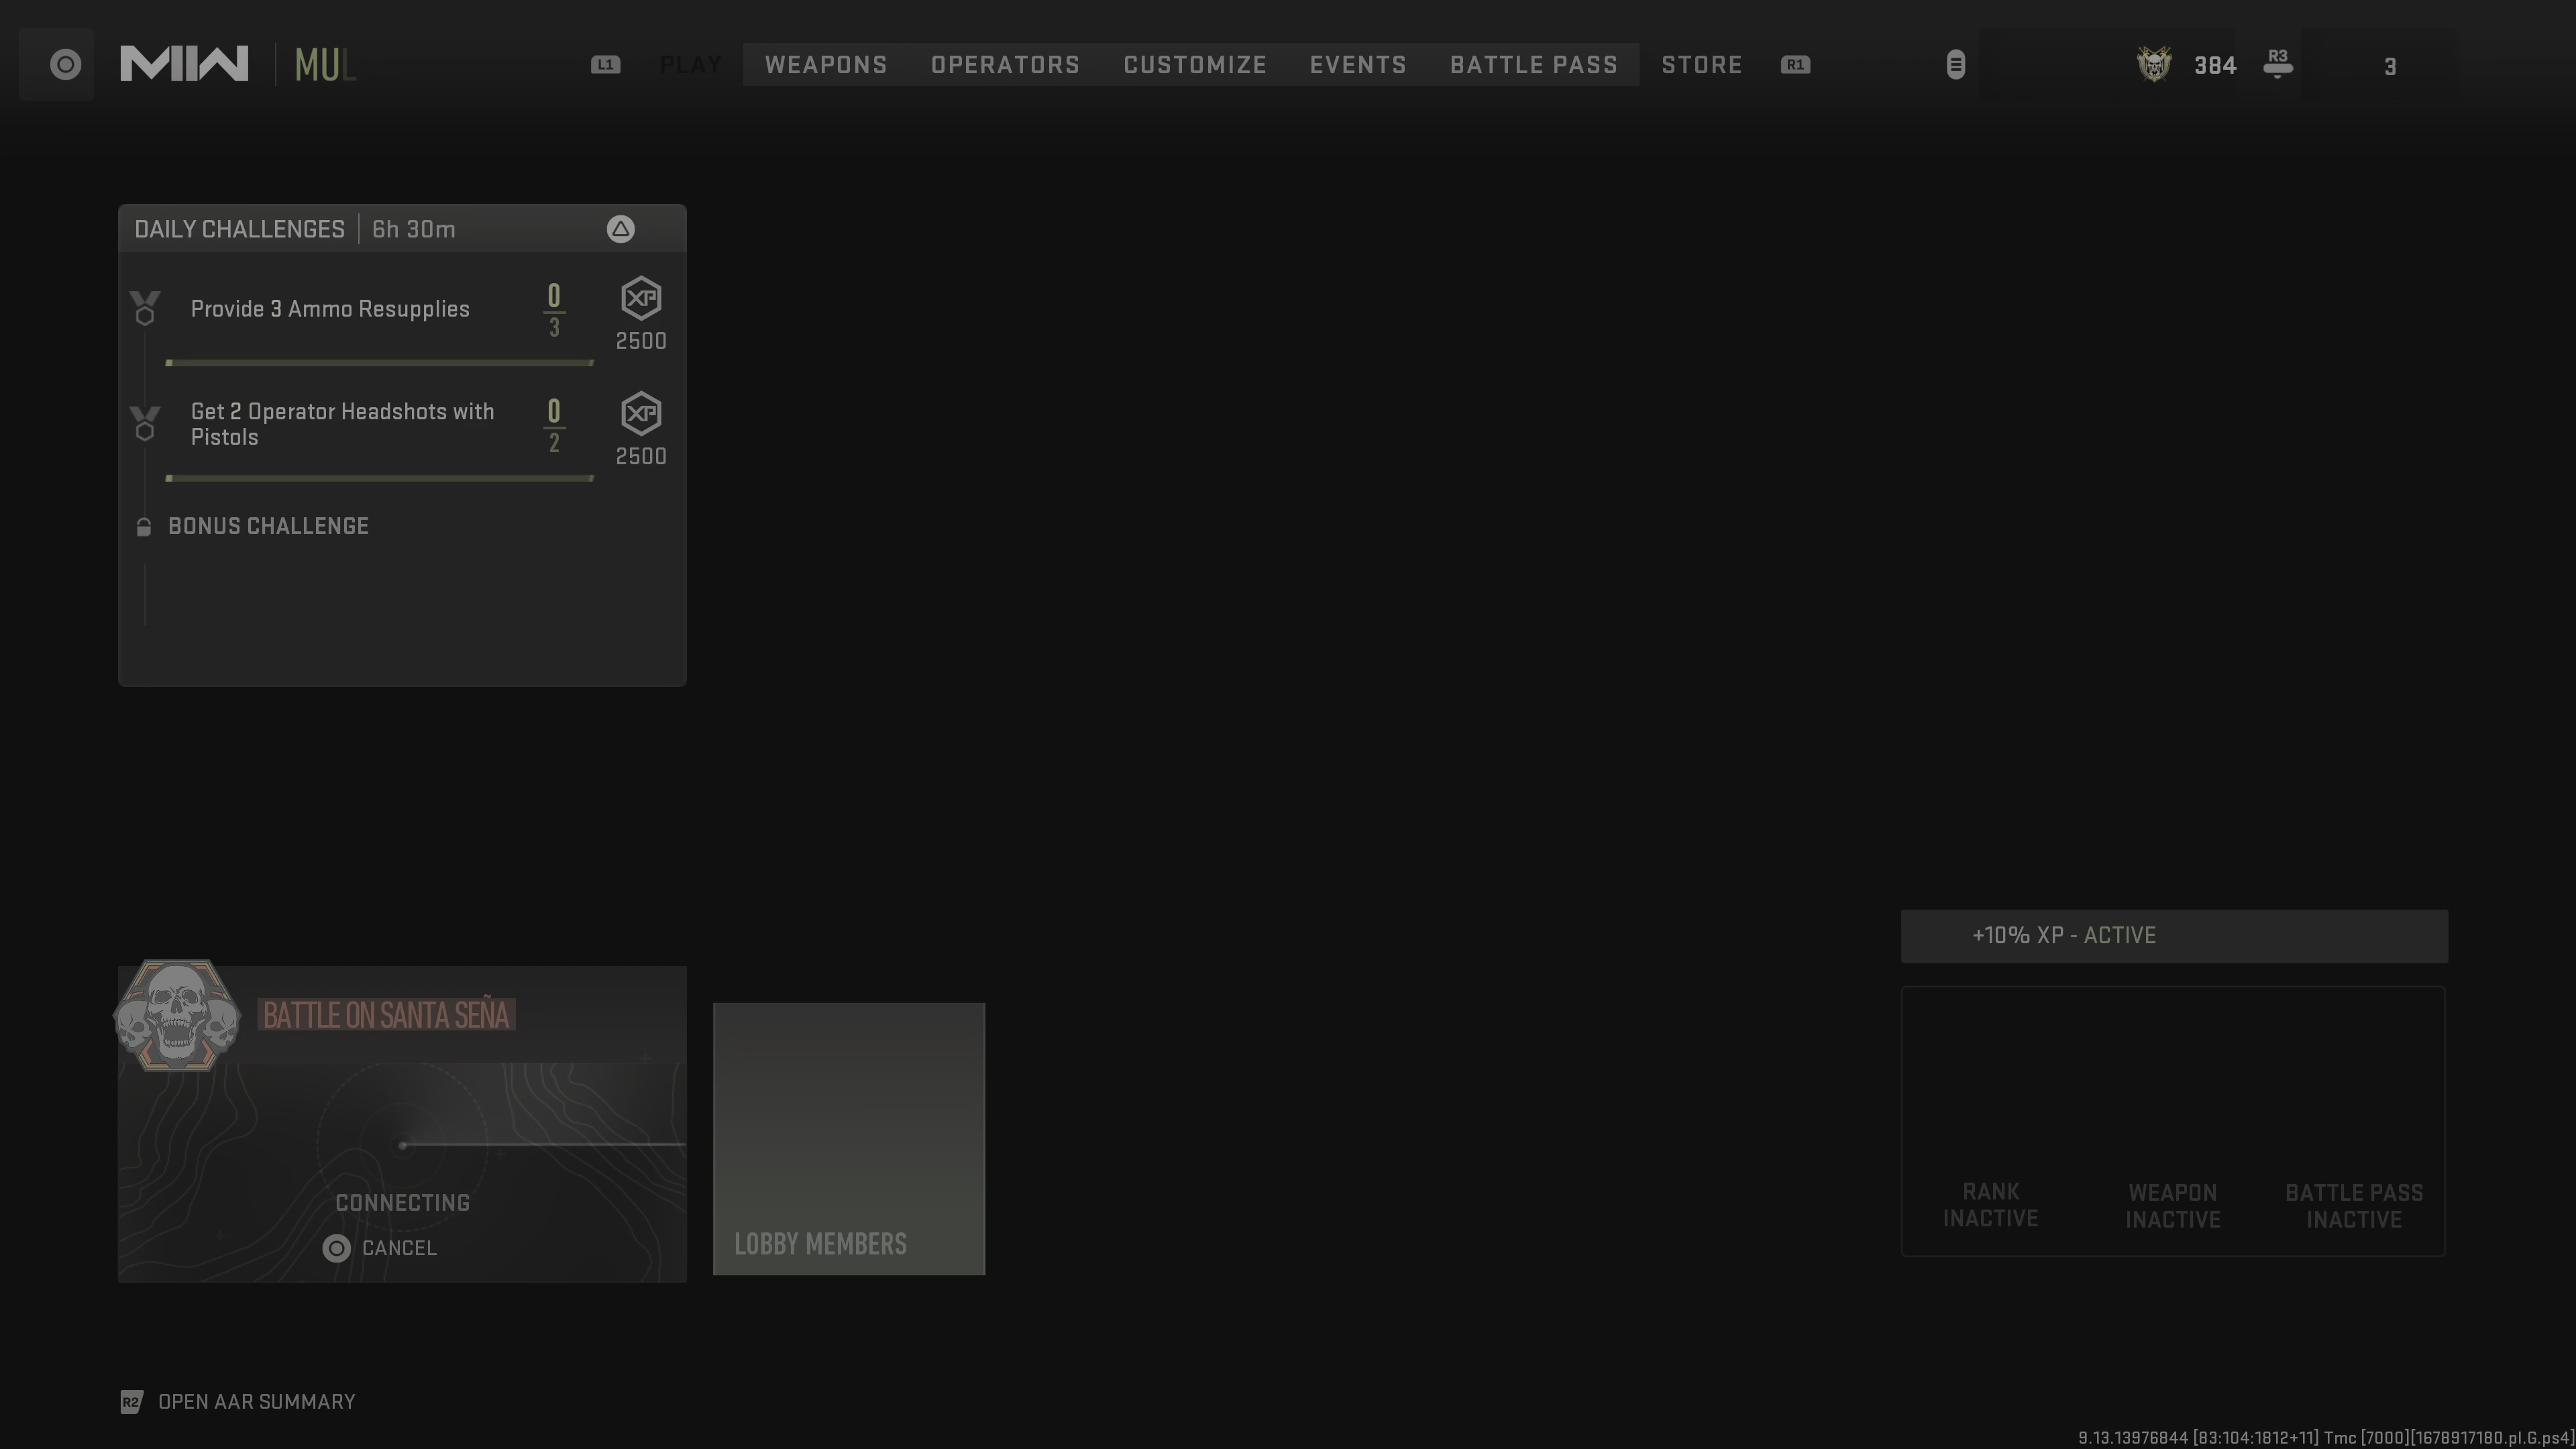 MW MUL
L1 PLAY WEAPONS OPERATORS CUSTOMIZE EVENTS BATTLE PASS STORE R1
384 R3 3
DAILY CHALLENGES 6h 30m
Provide 3 Ammo Resupplies
0
3
XP
2500
Get 2 Operator Headshots with
Pistols
0
2
XP
2500
BONUS CHALLENGE
+10% XP - ACTIVE
BATTLE ON SANTA SEÑA
CONNECTING
CANCEL
LOBBY MEMBERS
RANK
INACTIVE
WEAPON
INACTIVE
BATTLE PASS
INACTIVE
R2 OPEN AAR SUMMARY
9.13.13976844 [83:104:1812+11] Tmc [7000][1678917180.pl.G.ps4]